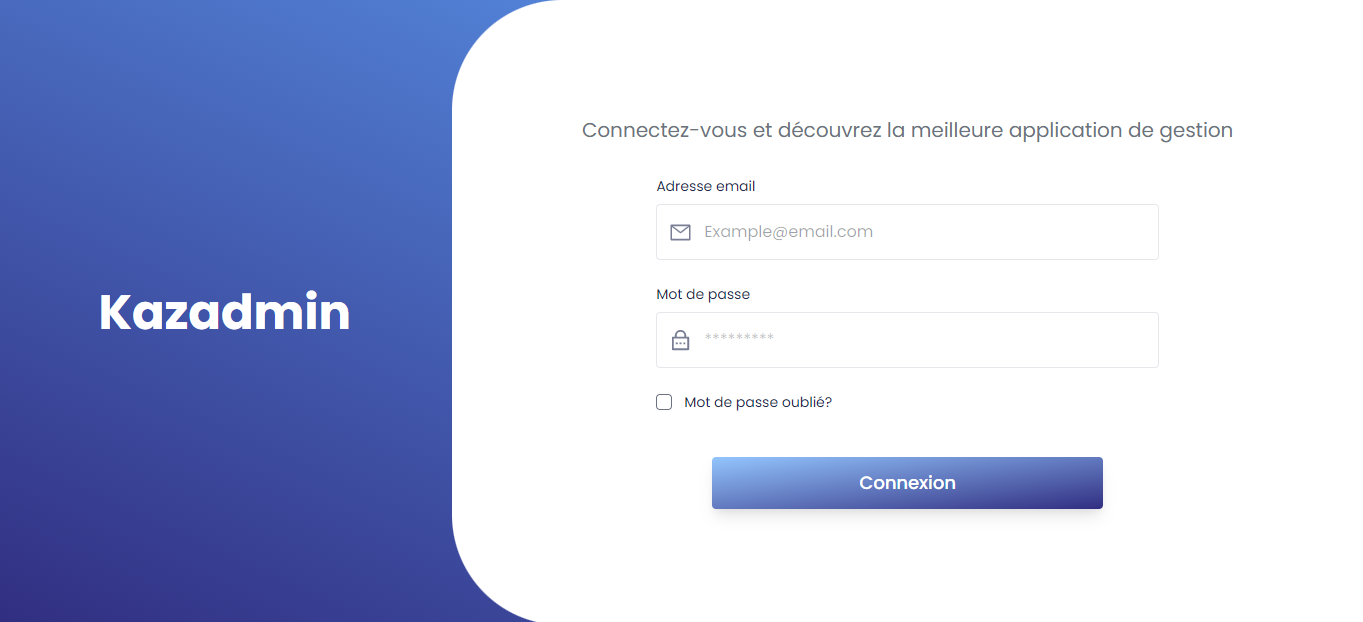 Kazadmin
Connectez-vous et découvrez la meilleure application de gestion
Adresse email
Example@email.com
Mot de passe
*********
Mot de passe oublié?
Connexion